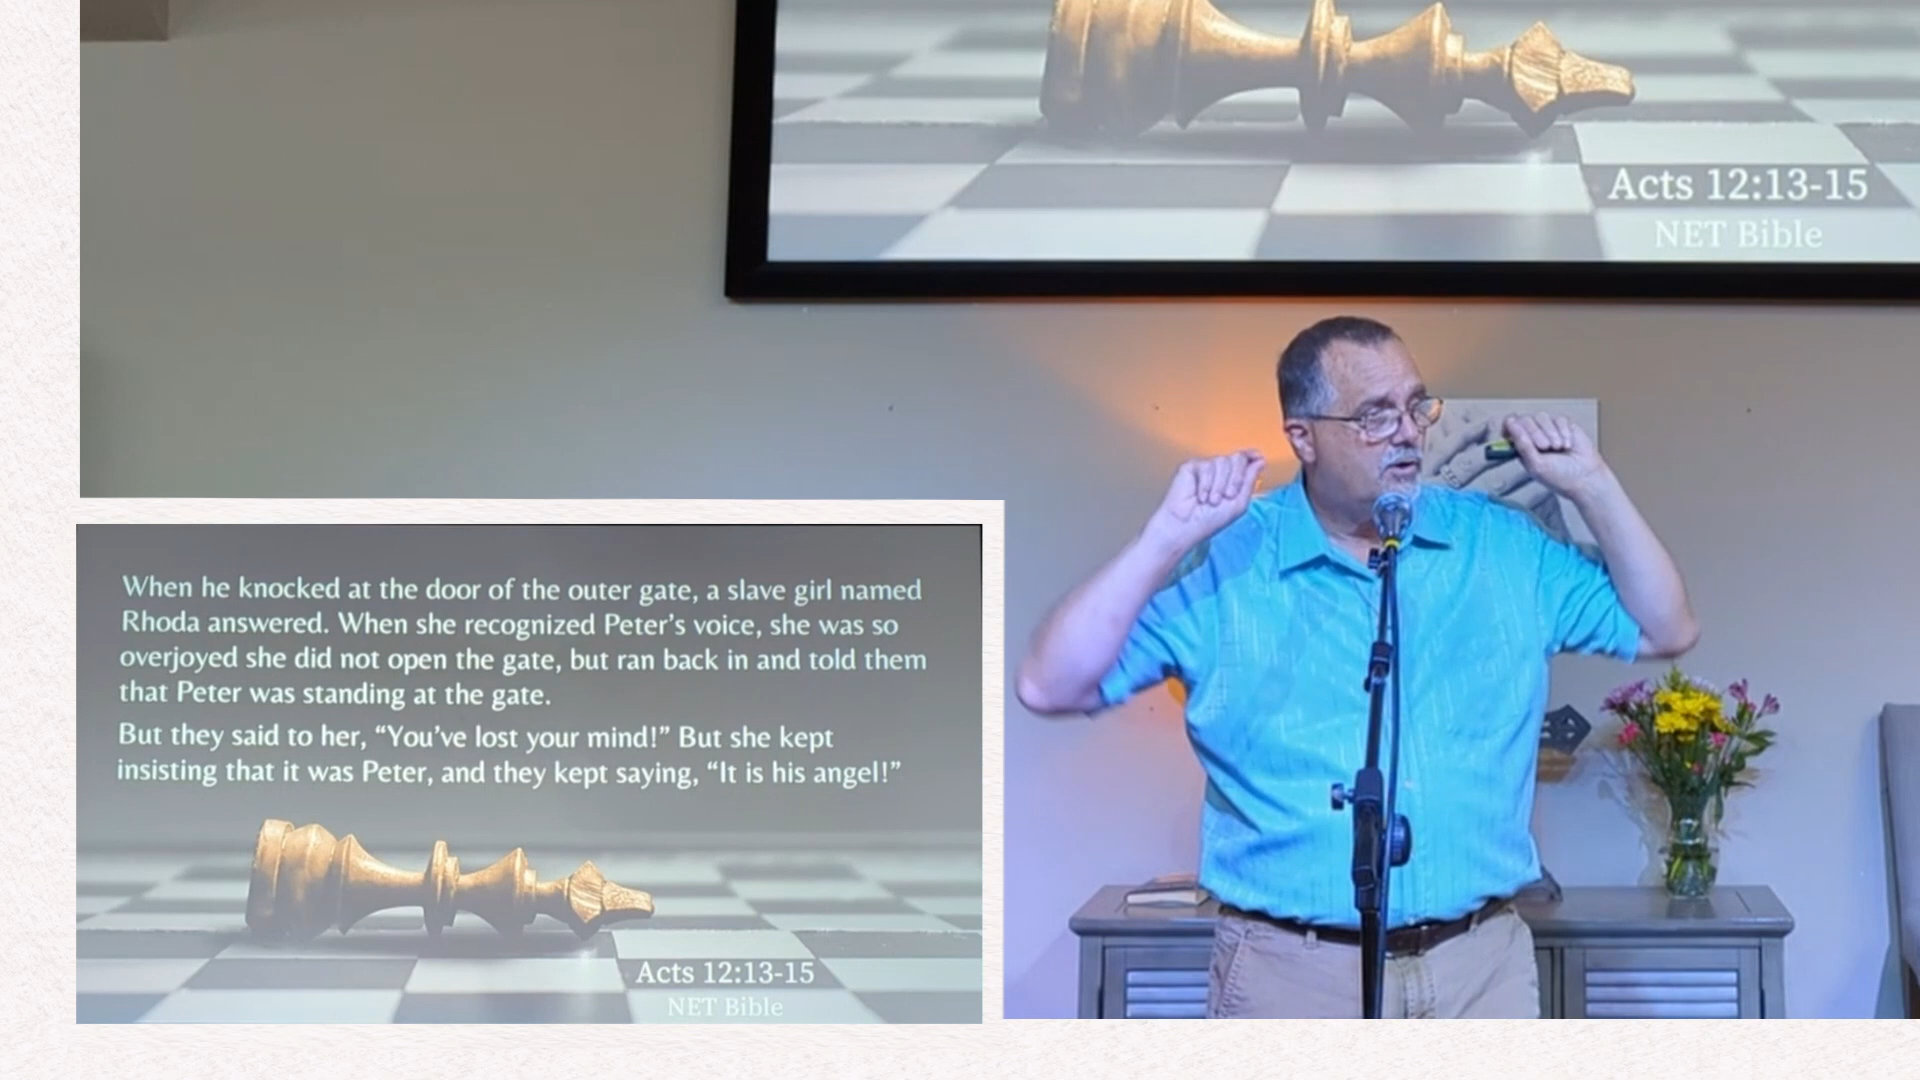 Acts 12:13-15
NET Bible
When he knocked at the door of the outer gate, a slave girl named
Rhoda answered. When she recognized Peter's voice, she was so
overjoyed she did not open the gate, but ran back in and told them
that Peter was standing at the gate.
But they said to her, “You've lost your mind!” But she kept
insisting that it was Peter, and they kept saying, “It is his angel!”
Acts 12:13-15
NET Bible